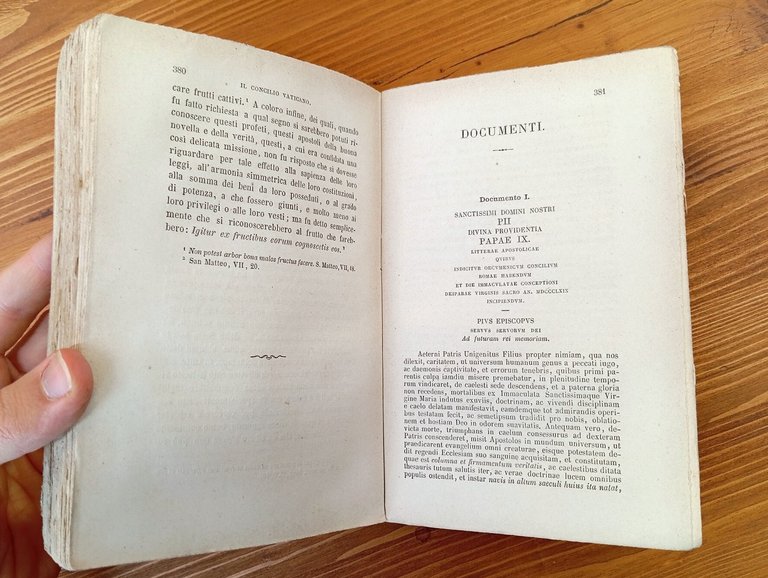 380
IL CONCILIO VATICANO.
care frutti cattivi.¹ A coloro infine, dei quali, quando
fu fatto richiesta a qual segno si sarebbero potuti ri-
conoscere questi profeti, questi apostoli della buona
novella e della verità, questi, a cui era confidata una
così delicata missione, non fu risposto che si dovesse
riguardare per tale effetto alla sapienza delle loro
leggi, all'armonia simmetrica delle loro costituzioni,
alla somma dei beni da loro posseduti, o al grado
di potenza, a che fossero giunti, e molto meno ai
loro privilegi o alle loro vesti; ma fu detto semplice-
mente che si riconoscerebbero al frutto che fareb-
bero: Igitur ex fructibus eorum cognoscetis eos.²
¹ Non potest arbor bona malos fructus facere. S. Matteo, VII, 18.
² San Matteo, VII, 20.
381
DOCUMENTI.
Documento I.
SANCTISSIMI DOMINI NOSTRI
PII
DIVINA PROVIDENTIA
PAPAE IX.
LITTERAE APOSTOLICAE
QUIBUS
INDICITUR OECUMENICUM CONCILIUM
ROMAE HABENDUM
ET DIE IMMACULATAE CONCEPTIONI
DEIPARAE VIRGINIS SACRO AN. MDCCCLXIX
INCIPIENDUM.
PIVS EPISCOPVS
SERVVS SERVORVM DEI
Ad futuram rei memoriam.
Aeterni Patris Unigenitus Filius propter nimiam, qua nos
dilexit, caritatem, ut universum humanum genus a peccati iugo,
ac daemonis captivitate, et errorum tenebris, quibus primi pa-
rentis culpa iamdiu misere premebatur, in plenitudine tempo-
rum vindicaret, de caelesti sede descendens, et a paterna gloria
non recedens, mortalibus ex Immaculata Sanctissimaque Vir-
gine Maria indutus exuviis, doctrinam, ac vivendi disciplinam
e caelo delatam manifestavit, eamdemque tot admirandis operi-
bus testatam fecit, ac semetipsum tradidit pro nobis, oblatio-
nem et hostiam Deo in odorem suavitatis. Antequam vero, de-
victa morte, triumphans in caelum consessurus ad dexteram
Patris conscenderet, misit Apostolos in mundum universum, ut
praedicarent evangelium omni creaturae, eisque potestatem de-
dit regendi Ecclesiam suo sanguine acquisitam, et constitutam,
quae est columna et firmamentum veritatis, ac caelestibus ditata
thesauris tutum salutis iter, ac verae doctrinae lucem omnibus
populis ostendit, et instar navis in altum saeculi huius ita natat,